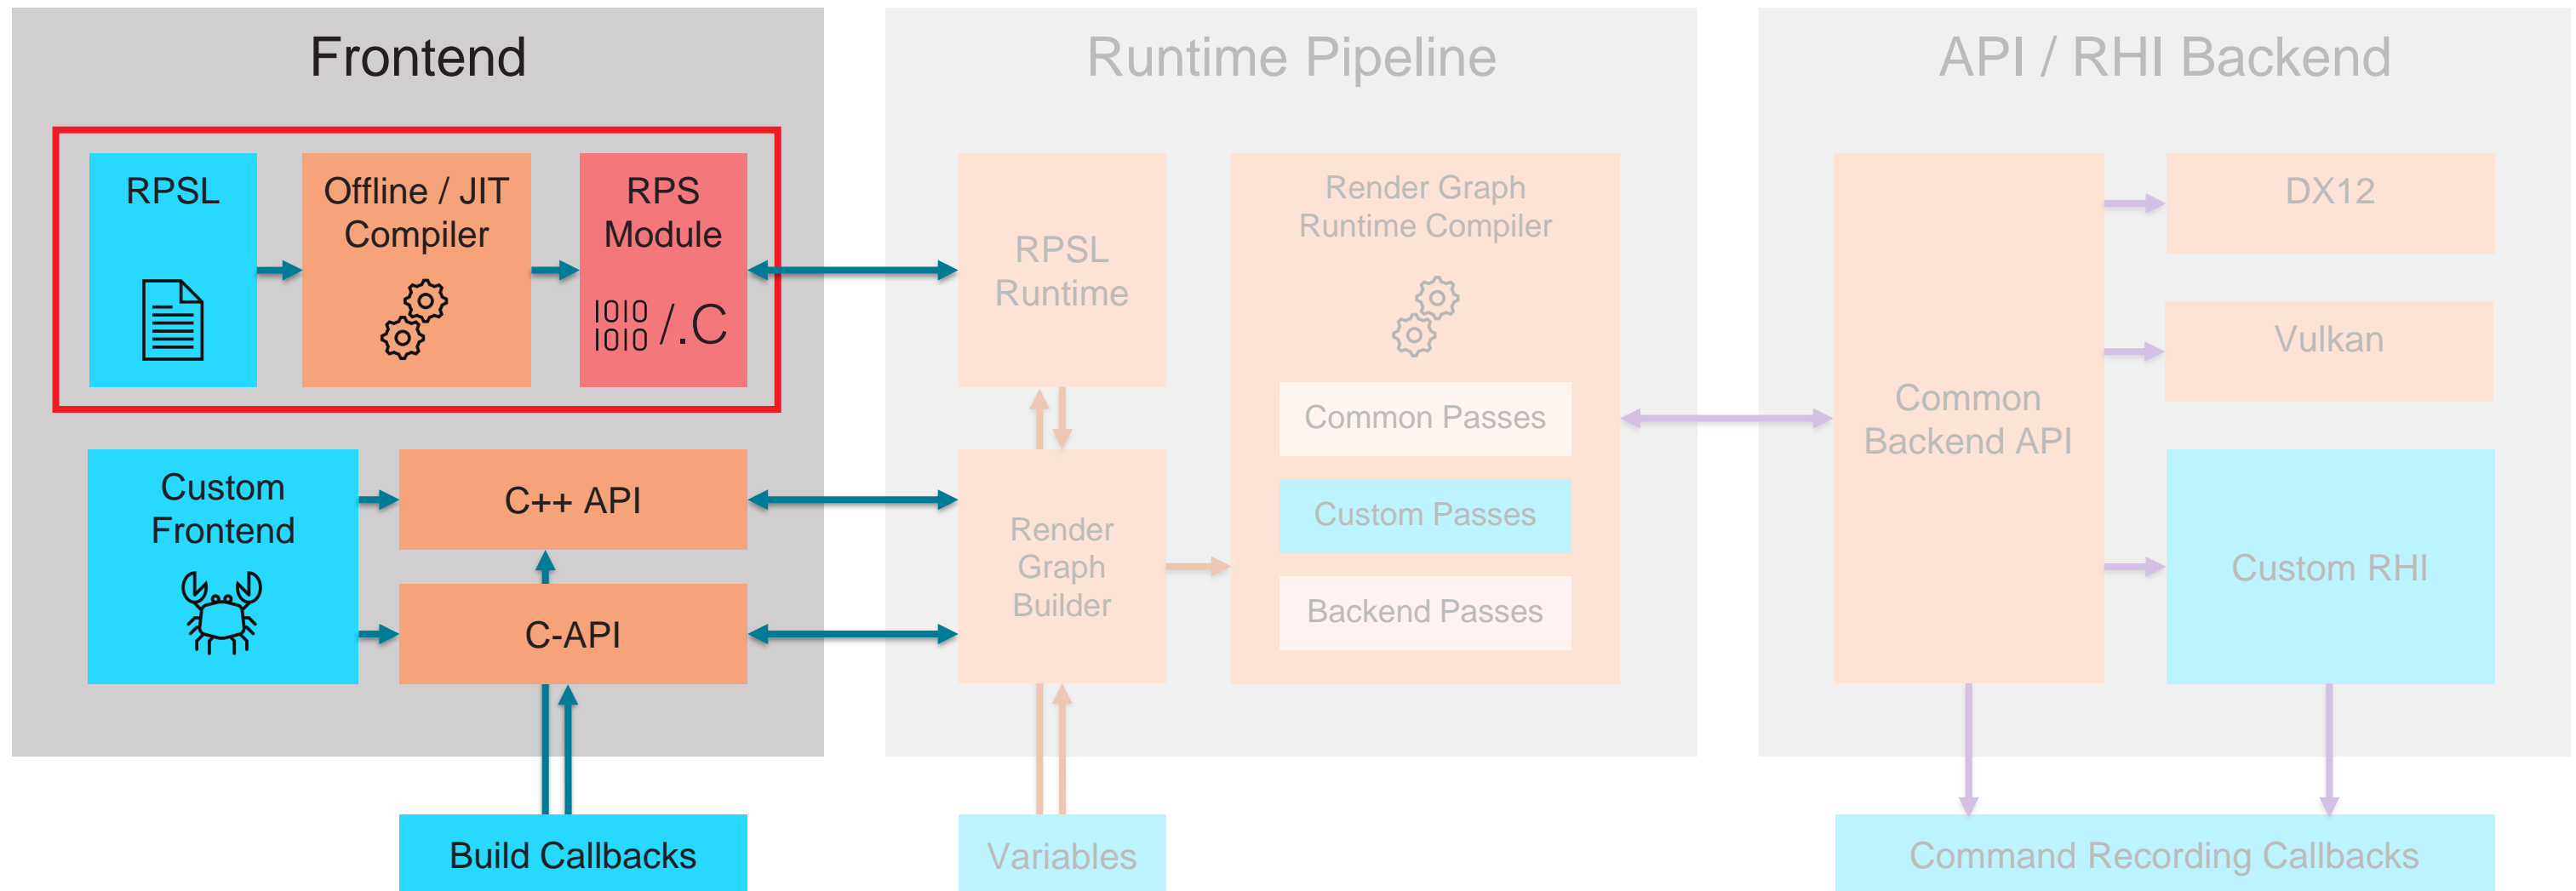 Frontend
RPSL
Offline / JIT
Compiler
RPS
Module
1010
1010
/.C
Custom
Frontend
C++ API
C-API
Build Callbacks
Runtime Pipeline
RPSL
Runtime
Render
Graph
Builder
Render Graph
Runtime Compiler
Common Passes
Custom Passes
Backend Passes
Variables
API / RHI Backend
Common
Backend API
DX12
Vulkan
Custom RHI
Command Recording Callbacks